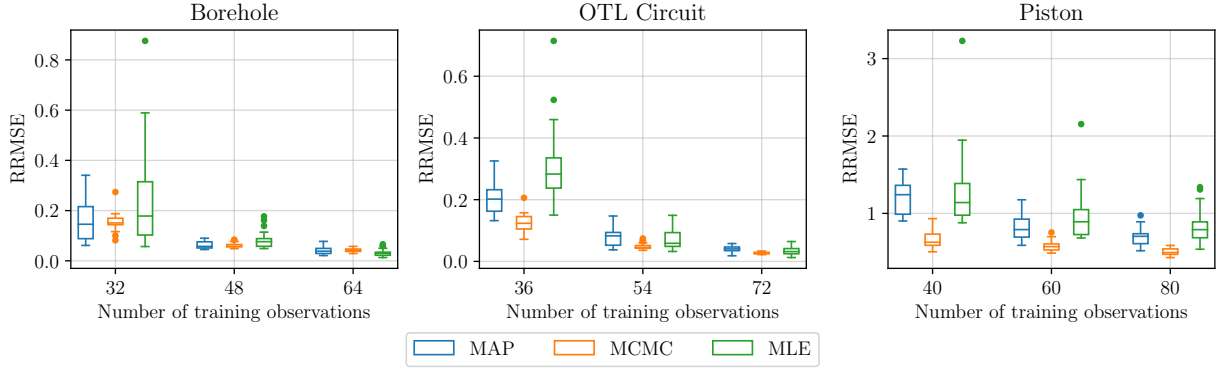 Borehole
OTL Circuit
Piston
RRMSE
0.8
0.6
0.4
0.2
0.0
32
48
64
Number of training observations
RRMSE
0.6
0.4
0.2
0.0
36
54
72
Number of training observations
RRMSE
3
2
1
40
60
80
Number of training observations
MAP
MCMC
MLE